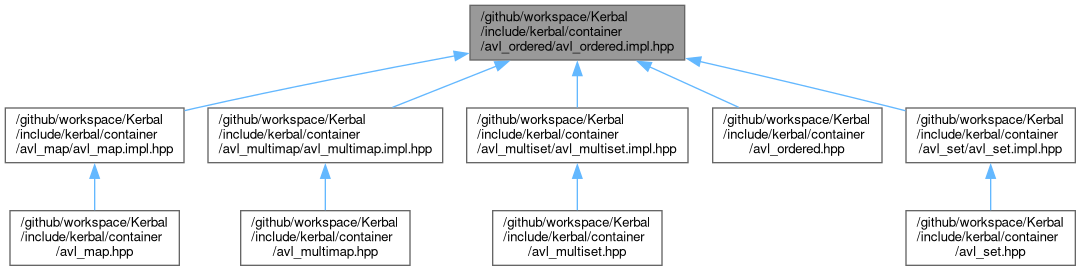 /github/workspace/Kerbal
/include/kerbal/container
/avl_ordered/avl_ordered.impl.hpp
/github/workspace/Kerbal
/include/kerbal/container
/avl_map/avl_map.impl.hpp
/github/workspace/Kerbal
/include/kerbal/container
/avl_multimap/avl_multimap.impl.hpp
/github/workspace/Kerbal
/include/kerbal/container
/avl_multiset/avl_multiset.impl.hpp
/github/workspace/Kerbal
/include/kerbal/container
/avl_ordered.hpp
/github/workspace/Kerbal
/include/kerbal/container
/avl_set/avl_set.impl.hpp
/github/workspace/Kerbal
/include/kerbal/container
/avl_map.hpp
/github/workspace/Kerbal
/include/kerbal/container
/avl_multimap.hpp
/github/workspace/Kerbal
/include/kerbal/container
/avl_multiset.hpp
/github/workspace/Kerbal
/include/kerbal/container
/avl_set.hpp